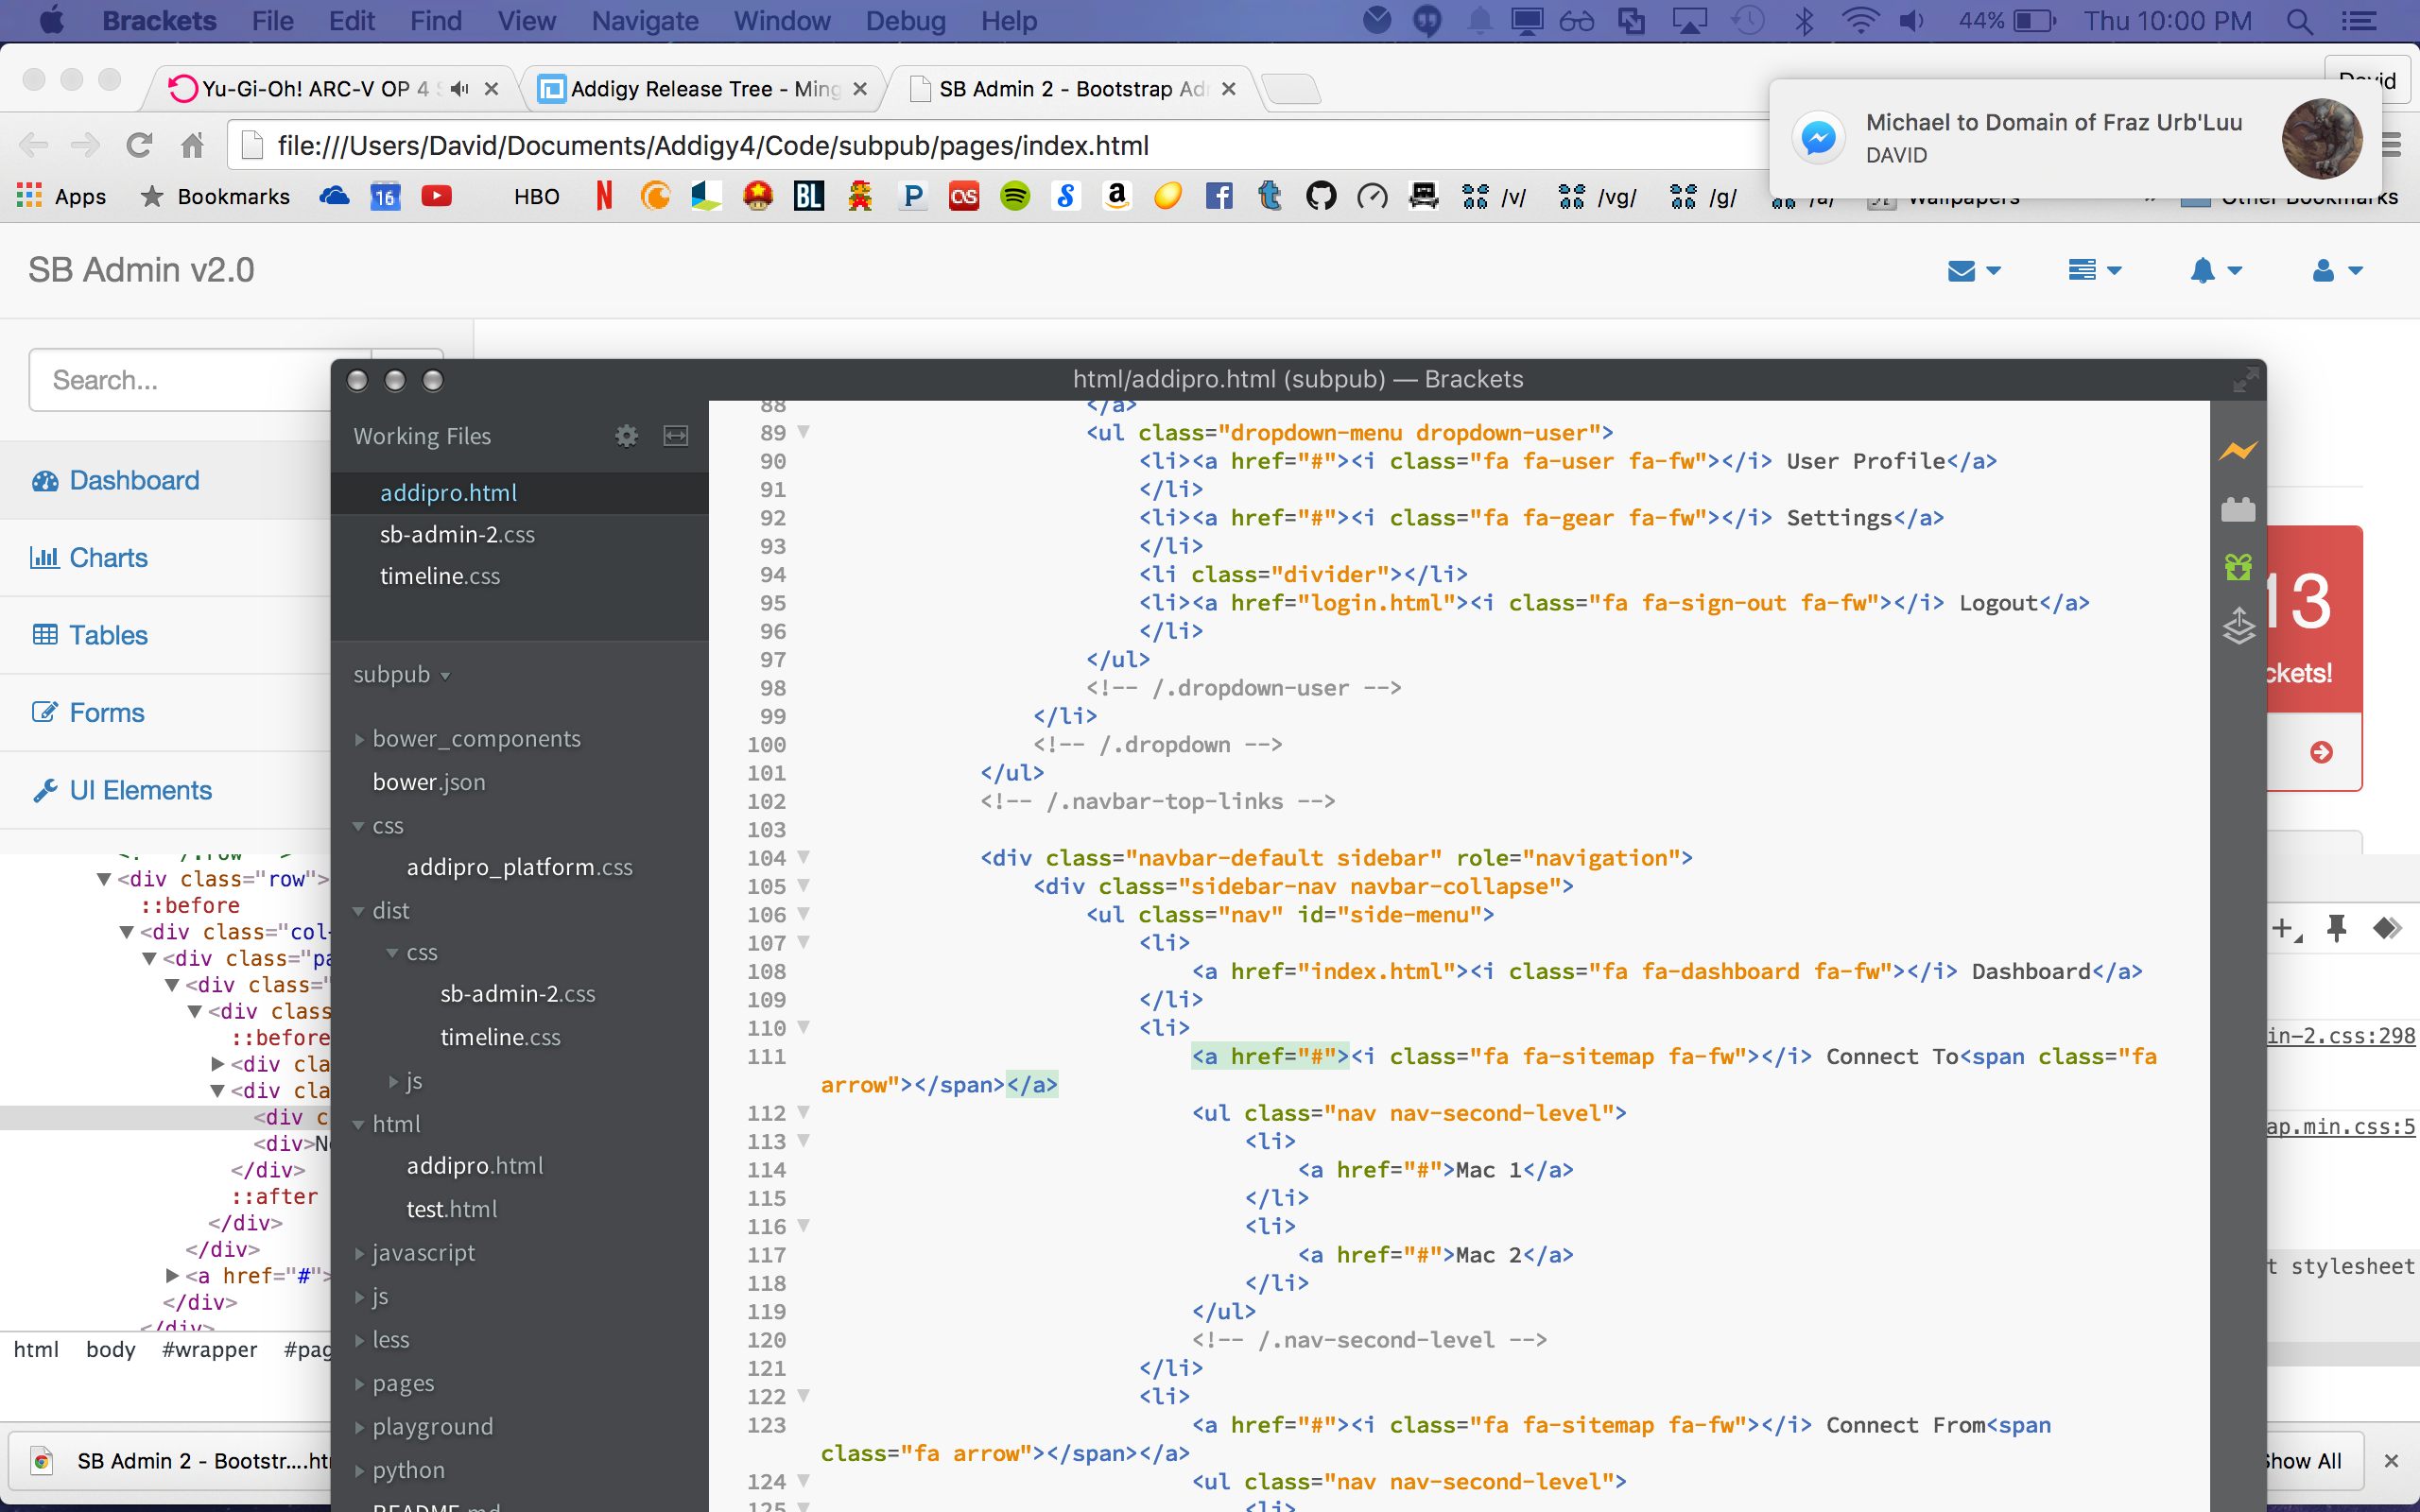 Brackets File Edit Find View Navigate Addigy Window Debug Help 44% Thu 10:00 PM
Yu-Gi-Oh! ARC-V OP 4 Addigy Release Tree - Ming SB Admin 2 - Bootstrap Ad
file:///Users/David/Documents/Addigy4/Code/subpub/pages/index.html
Michael to Domain of Fraz Urb'Luu
DAVID
Apps Bookmarks 16 HBO N BL P S a f t /v/ /vg/ /g/ /a/ Wallpapers Other Bookmarks
SB Admin v2.0
Search...
Dashboard
Charts
Tables
Forms
UI Elements
13
ckets!
html/addipro.html (subpub) — Brackets
Working Files
addipro.html
sb-admin-2.css
timeline.css
subpub
bower_components
bower.json
css
addipro_platform.css
dist
css
sb-admin-2.css
timeline.css
js
html
addipro.html
test.html
javascript
js
less
pages
playground
python
README.md
88 </a>
89 <ul class="dropdown-menu dropdown-user">
90 <li><a href="#"><i class="fa fa-user fa-fw"></i> User Profile</a>
91 </li>
92 <li><a href="#"><i class="fa fa-gear fa-fw"></i> Settings</a>
93 </li>
94 <li class="divider"></li>
95 <li><a href="login.html"><i class="fa fa-sign-out fa-fw"></i> Logout</a>
96 </li>
97 </ul>
98 <!-- /.dropdown-user -->
99 </li>
100 <!-- /.dropdown -->
101 </ul>
102 <!-- /.navbar-top-links -->
103
104 <div class="navbar-default sidebar" role="navigation">
105 <div class="sidebar-nav navbar-collapse">
106 <ul class="nav" id="side-menu">
107 <li>
108 <a href="index.html"><i class="fa fa-dashboard fa-fw"></i> Dashboard</a>
109 </li>
110 <li>
111 <a href="#"><i class="fa fa-sitemap fa-fw"></i> Connect To<span class="fa
arrow"></span></a>
112 <ul class="nav nav-second-level">
113 <li>
114 <a href="#">Mac 1</a>
115 </li>
116 <li>
117 <a href="#">Mac 2</a>
118 </li>
119 </ul>
120 <!-- /.nav-second-level -->
121 </li>
122 <li>
123 <a href="#"><i class="fa fa-sitemap fa-fw"></i> Connect From<span
class="fa arrow"></span></a>
124 <ul class="nav nav-second-level">
125 <li>
<div class="row">
::before
<div class="col-
<div class="pa
<div class="
<div class
::before
<div cla
<div cla
<div c
<div>N
</div>
::after
</div>
</div>
<a href="#">
</div>
</div>
html body #wrapper #pag
in-2.css:298
ap.min.css:5
t stylesheet
SB Admin 2 - Bootstr....htm
Show All